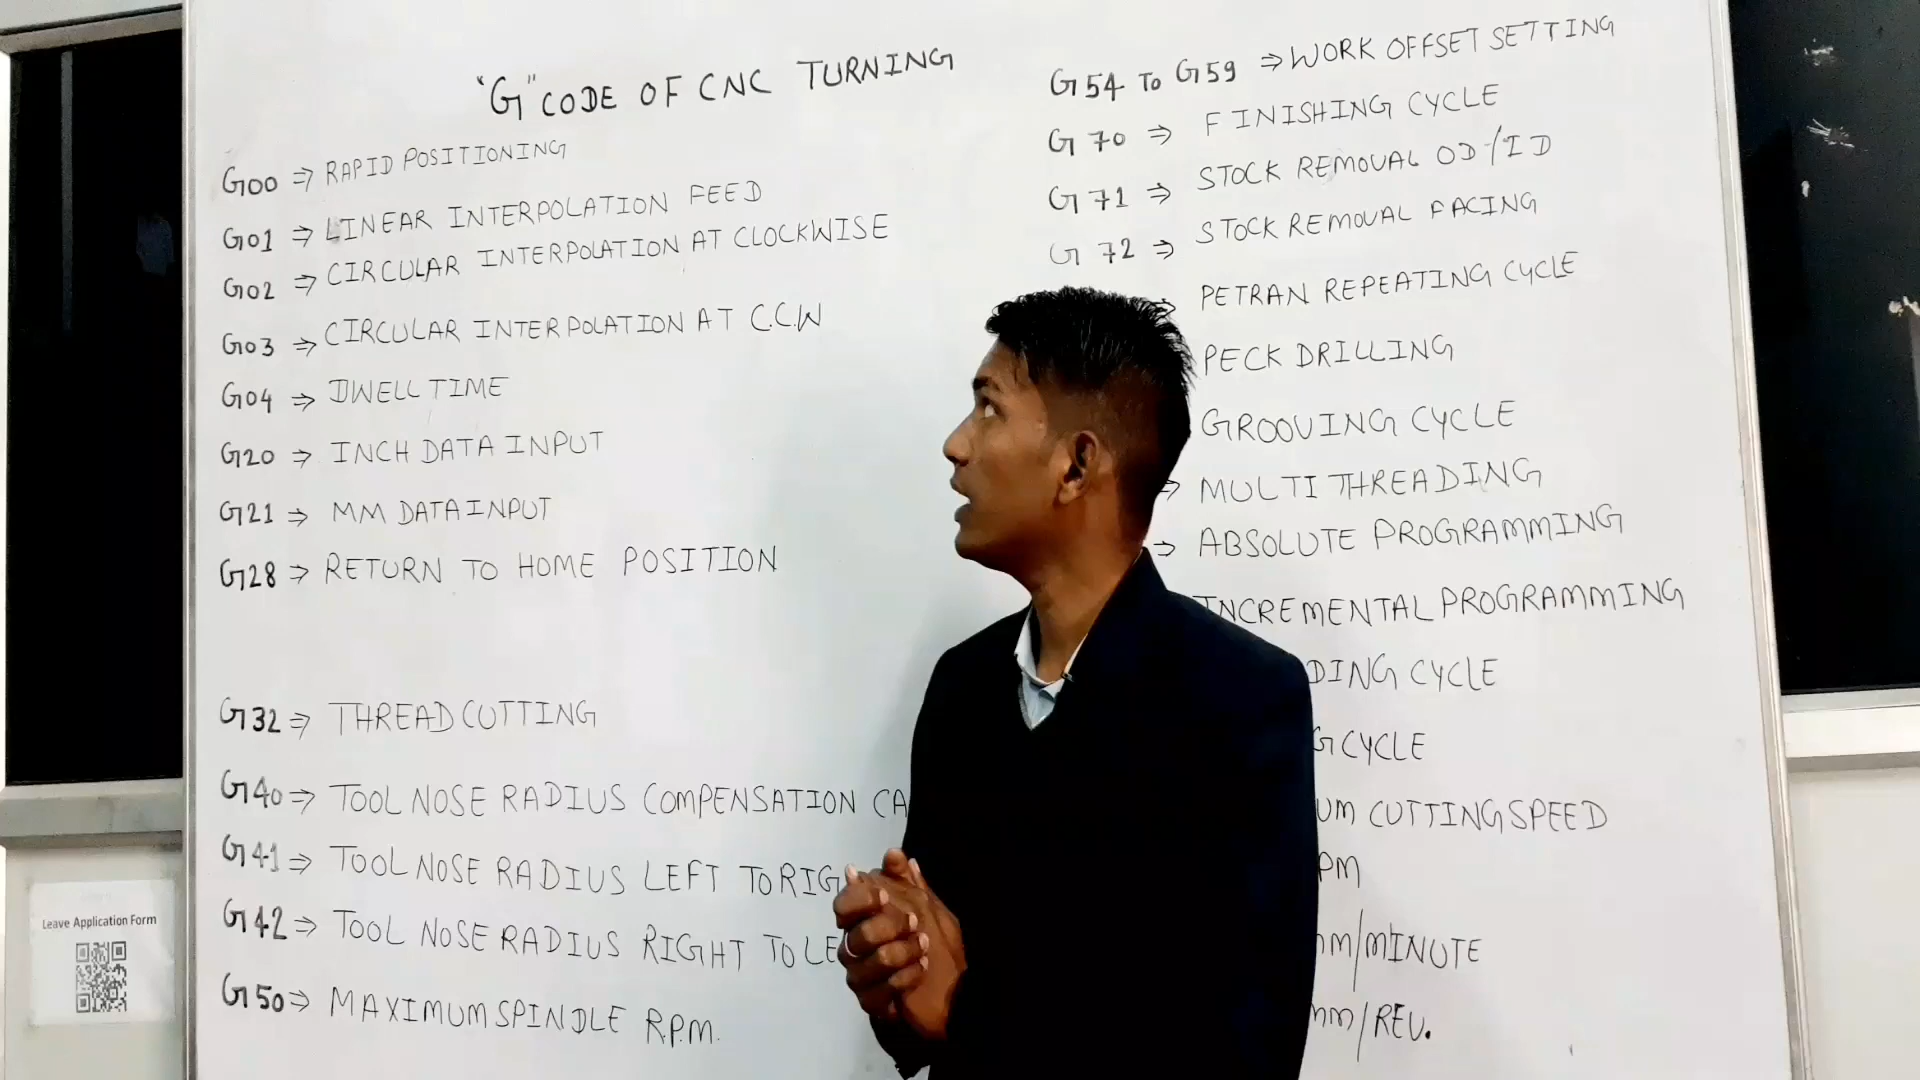 "G" CODE OF CNC TURNING
G00 ⇒ RAPID POSITIONING
G01 ⇒ LINEAR INTERPOLATION FEED
G02 ⇒ CIRCULAR INTERPOLATION AT CLOCKWISE
G03 ⇒ CIRCULAR INTERPOLATION AT C.C.W
G04 ⇒ DWELL TIME
G20 ⇒ INCH DATA INPUT
G21 ⇒ MM DATA INPUT
G28 ⇒ RETURN TO HOME POSITION
G32 ⇒ THREAD CUTTING
G40 ⇒ TOOL NOSE RADIUS COMPENSATION CA
G41 ⇒ TOOL NOSE RADIUS LEFT TO RIG
G42 ⇒ TOOL NOSE RADIUS RIGHT TO LE
G50 ⇒ MAXIMUM SPINDLE R.P.M.
G54 TO G59 ⇒ WORK OFFSET SETTING
G70 ⇒ FINISHING CYCLE
G71 ⇒ STOCK REMOVAL OD/ID
G72 ⇒ STOCK REMOVAL FACING
⇒ PETRAN REPEATING CYCLE
PECK DRILLING
GROOVING CYCLE
⇒ MULTI THREADING
⇒ ABSOLUTE PROGRAMMING
INCREMENTAL PROGRAMMING
DING CYCLE
G CYCLE
UM CUTTING SPEED
PM
mm/MINUTE
mm/REV.
Leave Application Form